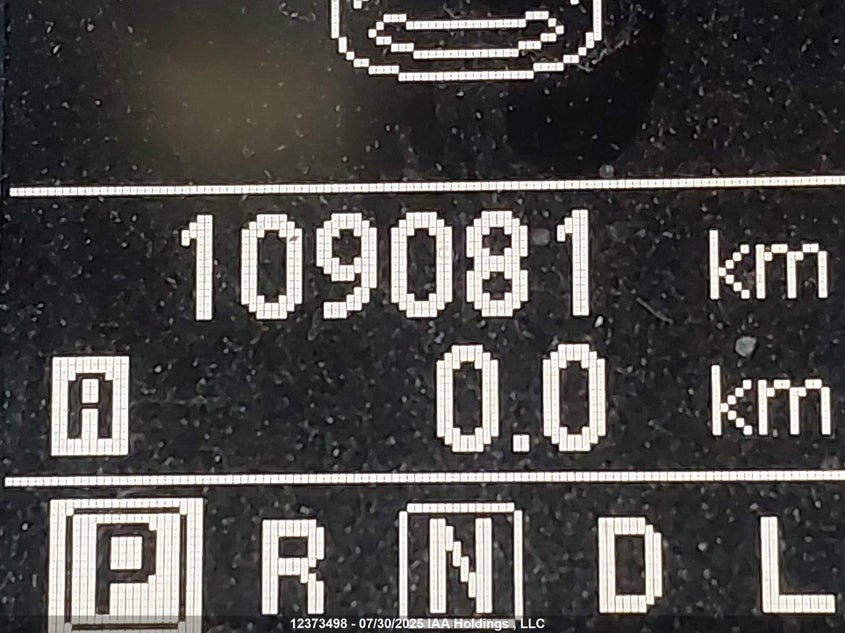 109081 km
A 0.0 km
P R N D L
12373498 - 07/30/2025 IAA Holdings , LLC